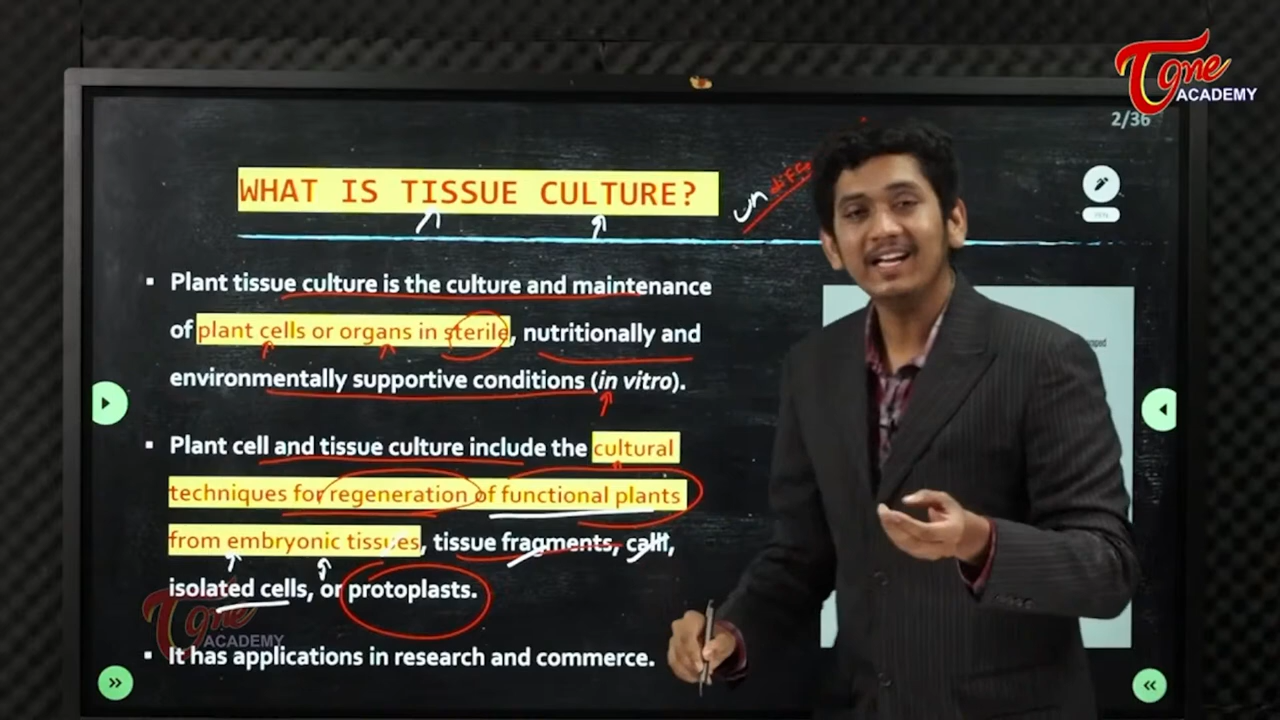 Tone
ACADEMY
2/36
WHAT IS TISSUE CULTURE?
un
▪ Plant tissue culture is the culture and maintenance
of plant cells or organs in sterile, nutritionally and
environmentally supportive conditions (in vitro).
▪ Plant cell and tissue culture include the cultural
techniques for regeneration of functional plants
from embryonic tissues, tissue fragments, calli,
isolated cells, or protoplasts.
Tone
ACADEMY
▪ It has applications in research and commerce.